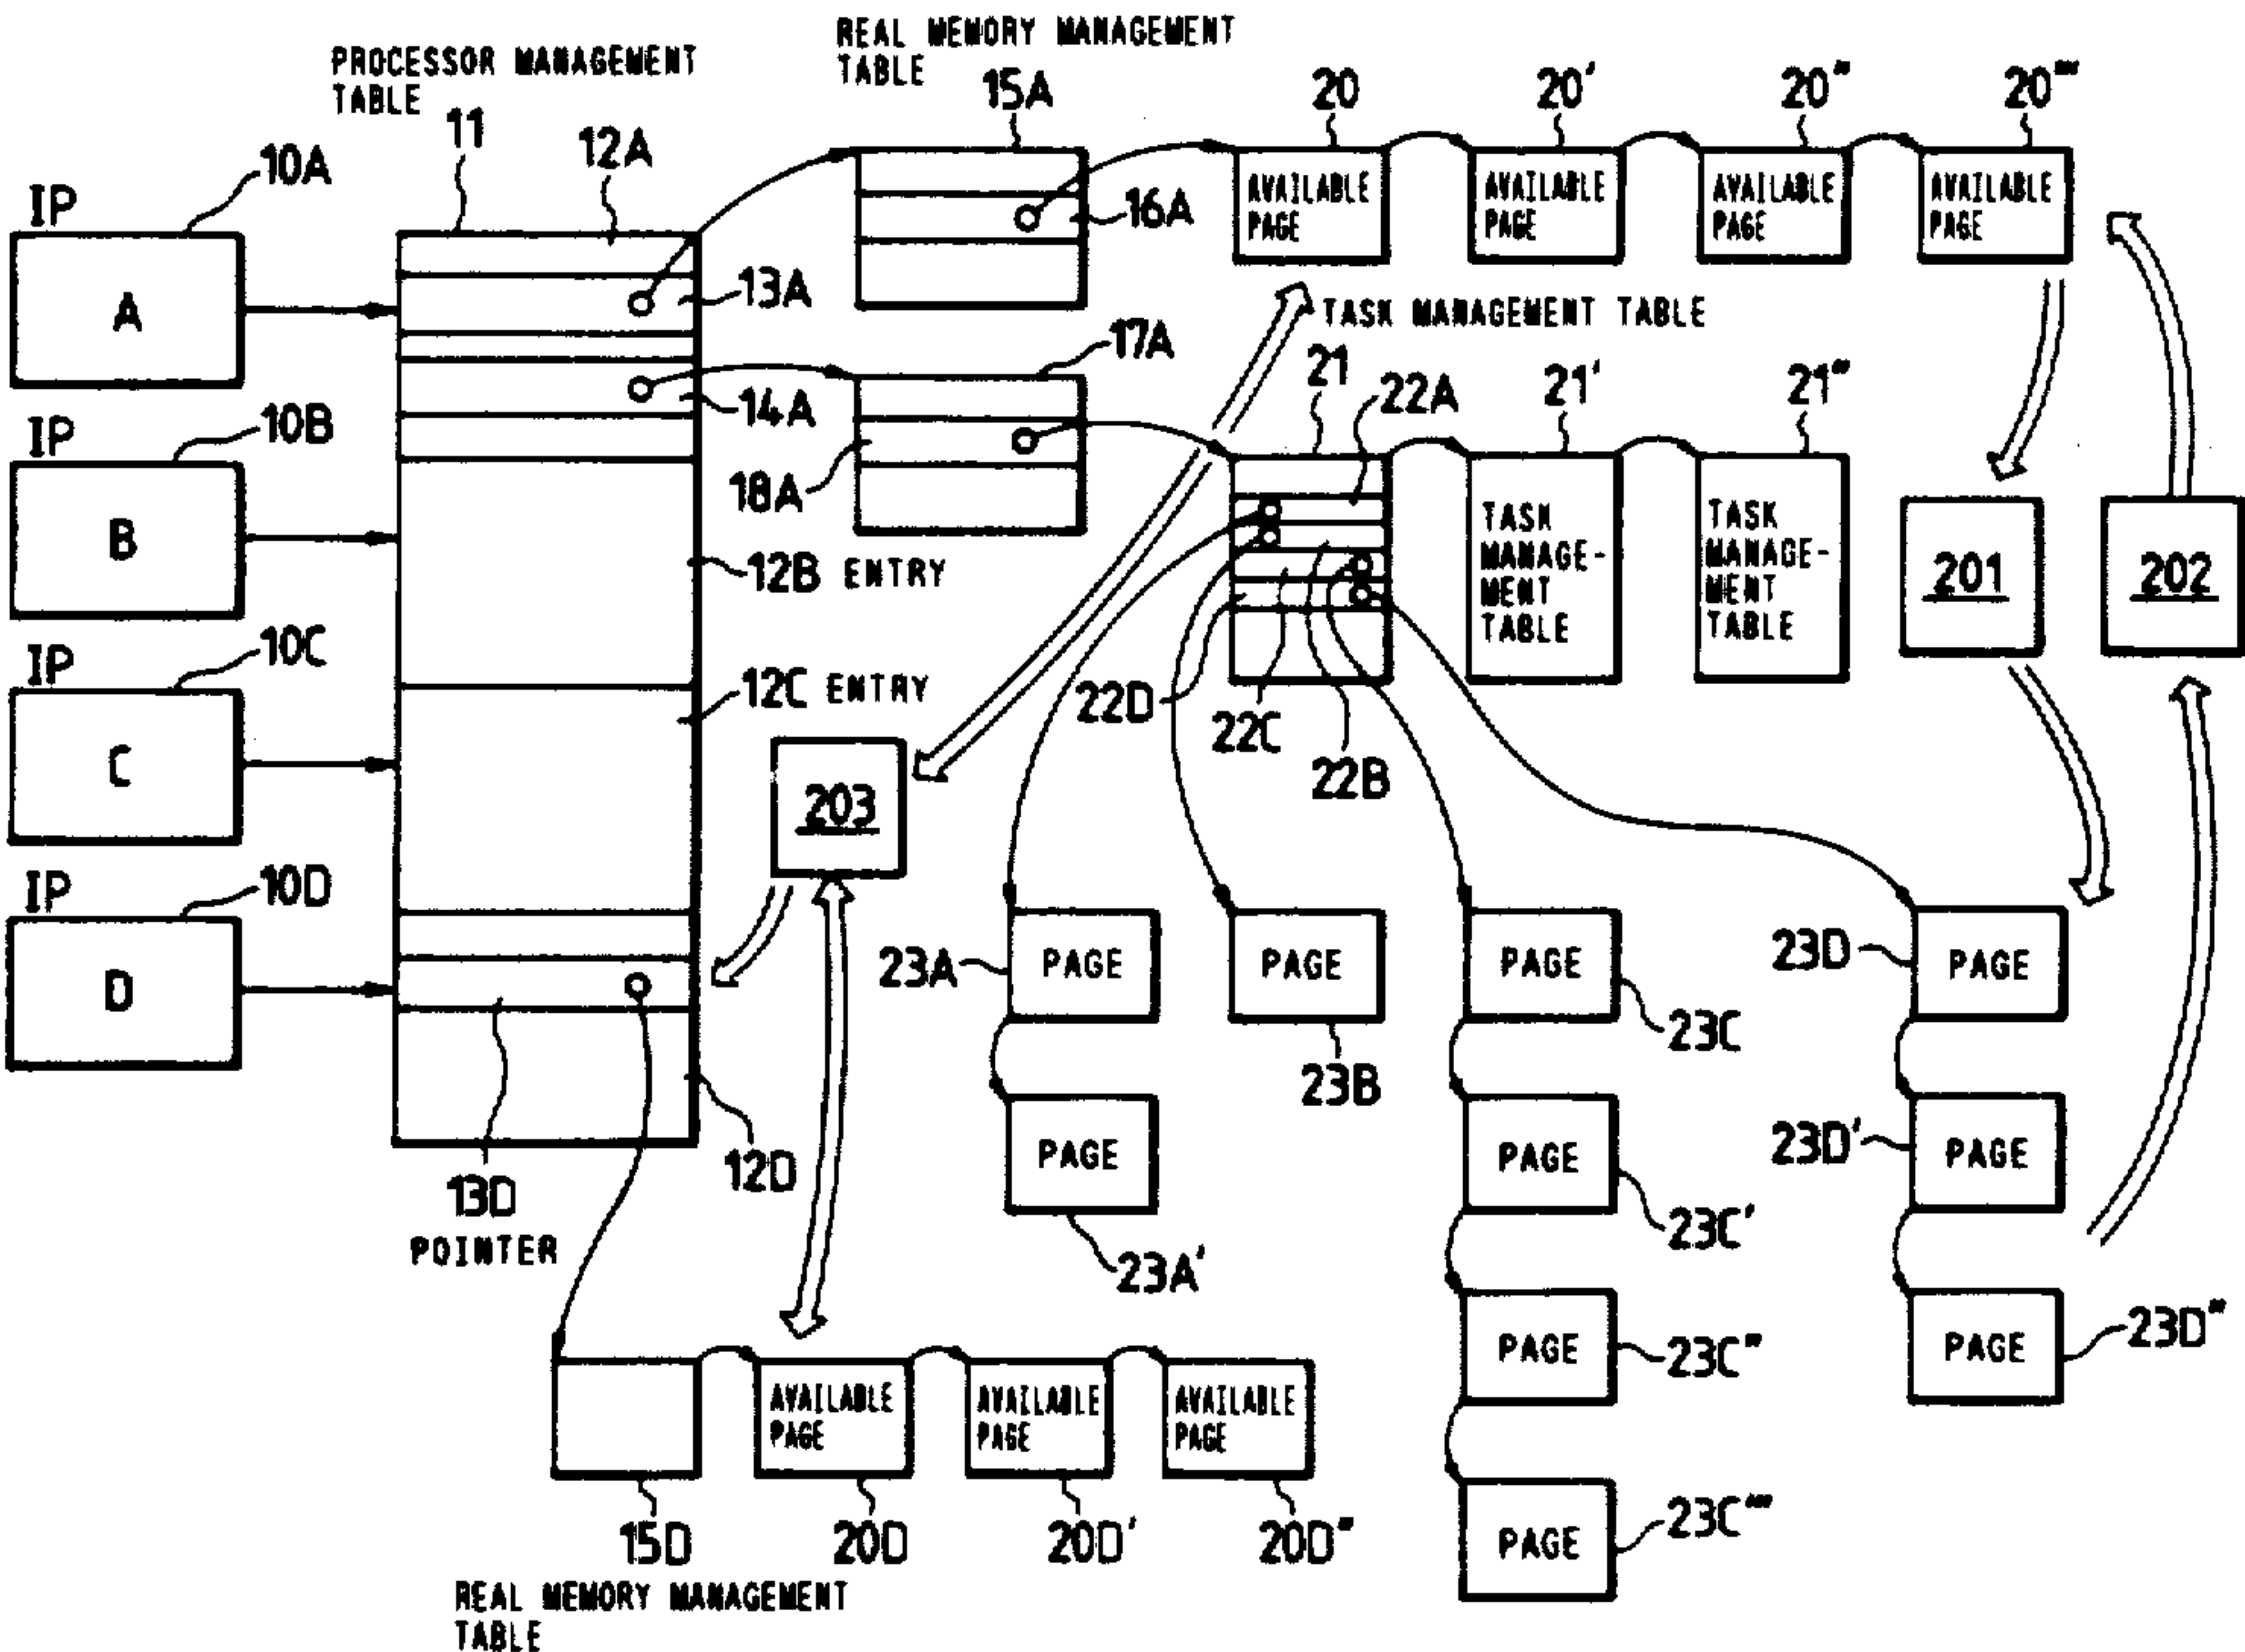 PROCESSOR MANAGEMENT
TABLE
11
12A
REAL MEMORY MANAGEMENT
TABLE
15A
20
20'
20"
20"'
IP
10A
A
13A
14A
16A
AVAILABLE
PAGE
AVAILABLE
PAGE
AVAILABLE
PAGE
AVAILABLE
PAGE
TASK MANAGEMENT TABLE
17A
18A
21
22A
21'
21"
TASK
MANAGE-
MENT
TABLE
TASK
MANAGE-
MENT
TABLE
201
202
IP
10B
B
12B ENTRY
IP
10C
C
12C ENTRY
22D
22C
22B
203
IP
10D
D
13D
POINTER
12D
23A
PAGE
PAGE
23B
PAGE
23C
23D
PAGE
PAGE
23A'
PAGE
23C'
23D'
PAGE
PAGE
23C"
PAGE
23D"
PAGE
23C"'
AVAILABLE
PAGE
AVAILABLE
PAGE
AVAILABLE
PAGE
15D
20D
20D'
20D"
REAL MEMORY MANAGEMENT
TABLE